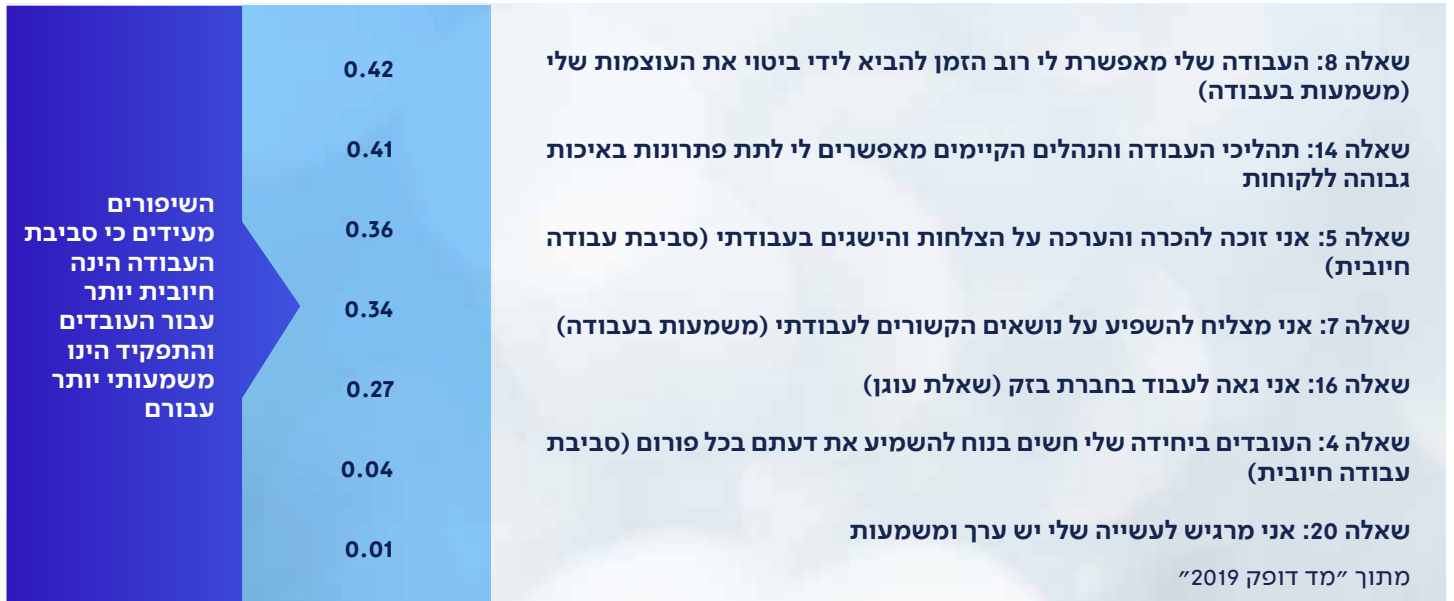 שאלה 8: העבודה שלי מאפשרת לי רוב הזמן להביא לידי ביטוי את העוצמות שלי
(משמעות בעבודה)
0.42
שאלה 14: תהליכי העבודה והנהלים הקיימים מאפשרים לי לתת פתרונות באיכות
גבוהה ללקוחות
0.41
שאלה 5: אני זוכה להכרה והערכה על הצלחות והישגים בעבודתי (סביבת עבודה
חיובית)
0.36
שאלה 7: אני מצליח להשפיע על נושאים הקשורים לעבודתי (משמעות בעבודה)
0.34
שאלה 16: אני גאה לעבוד בחברת בזק (שאלת עוגן)
0.27
שאלה 4: העובדים ביחידה שלי חשים בנוח להשמיע את דעתם בכל פורום (סביבת
עבודה חיובית)
0.04
שאלה 20: אני מרגיש לעשייה שלי יש ערך ומשמעות
0.01
מתוך ״מד דופק 2019״
השיפורים
מעידים כי סביבת
העבודה הינה
חיובית יותר
עבור העובדים
והתפקיד הינו
משמעותי יותר
עבורם